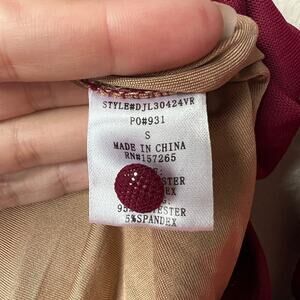 STYLE#DJL30424VR
PO#931
S
MADE IN CHINA
RN#157265
5%SPANDEX